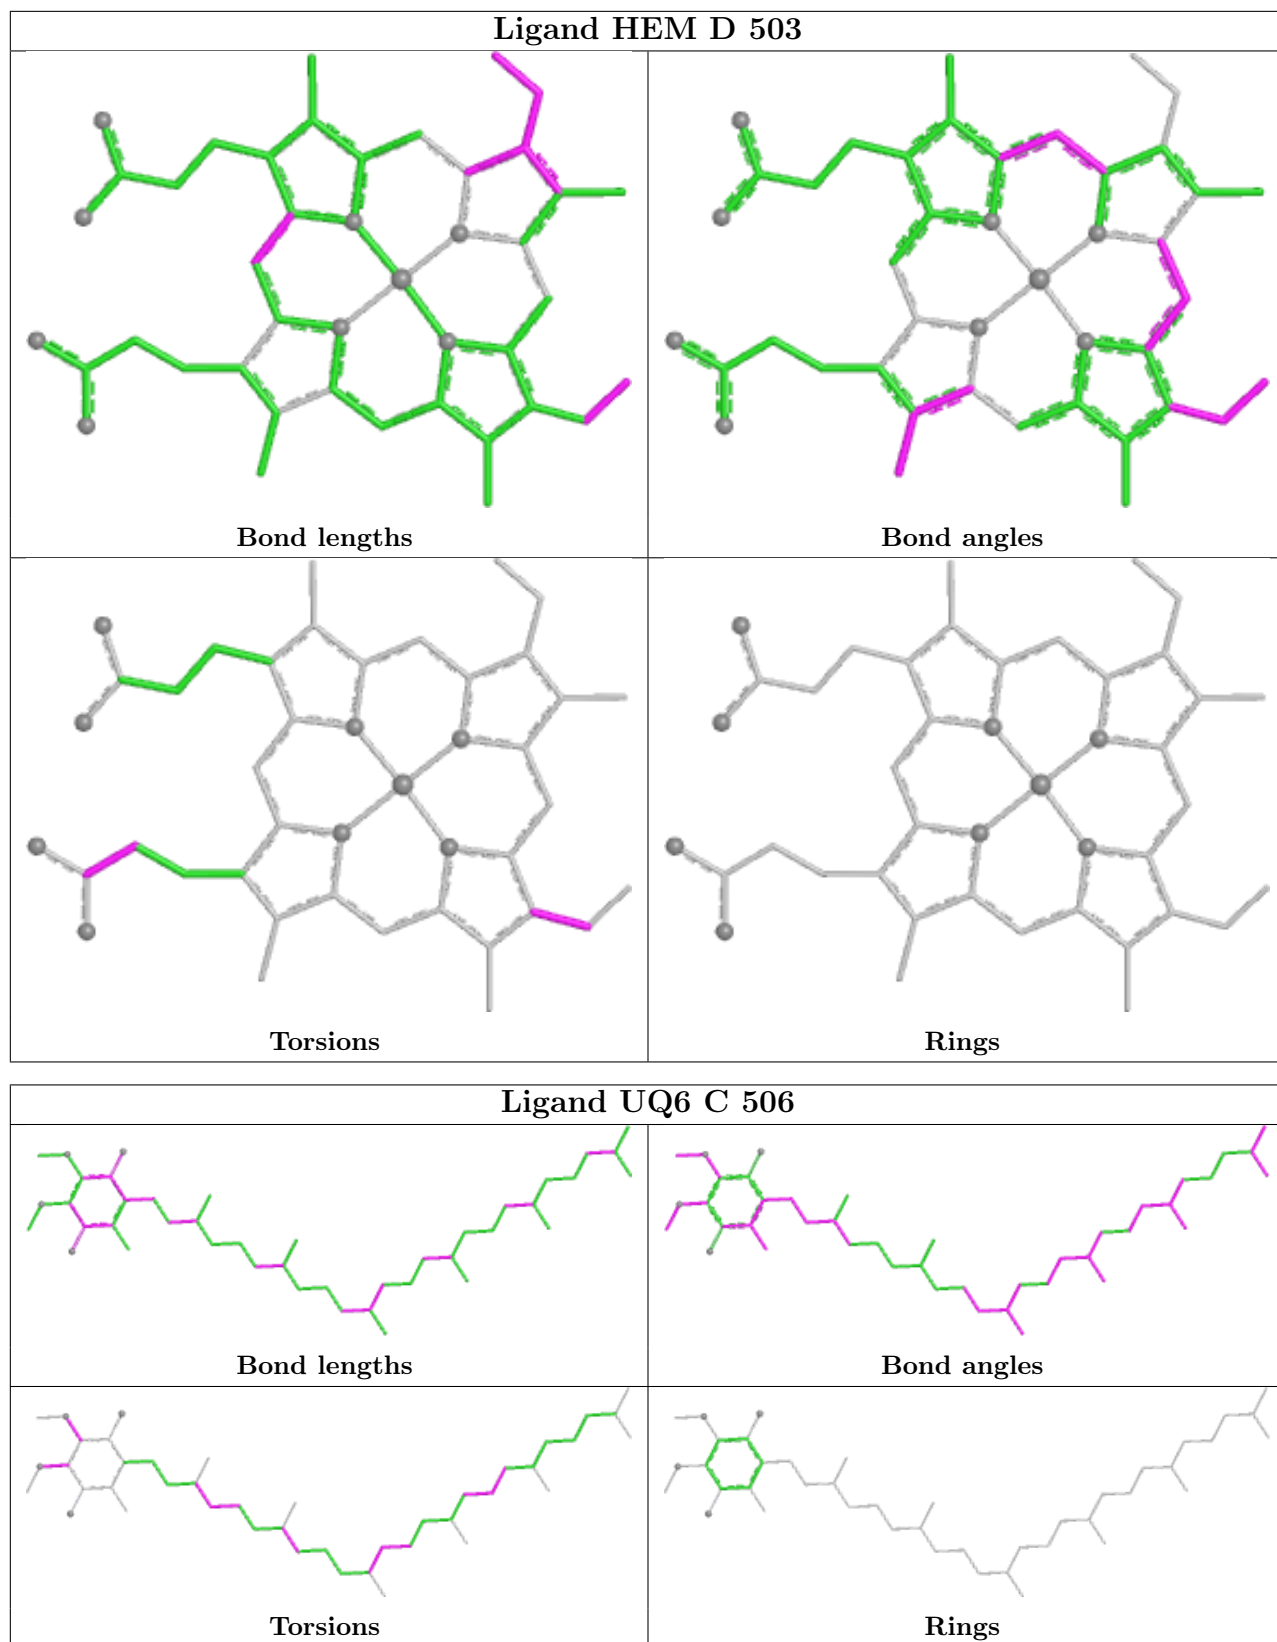 Ligand HEM D 503
Bond lengths
Bond angles
Torsions
Rings
Ligand UQ6 C 506
Bond lengths
Bond angles
Torsions
Rings